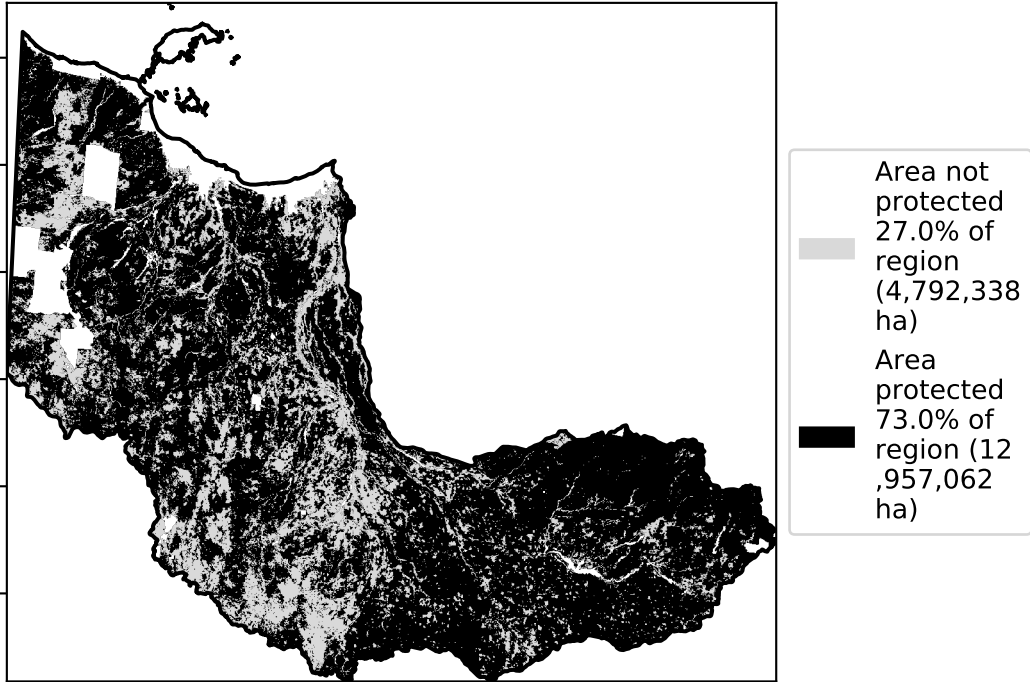 Area not
protected
27.0% of
region
(4,792,338
ha)
Area
protected
73.0% of
region (12
,957,062
ha)